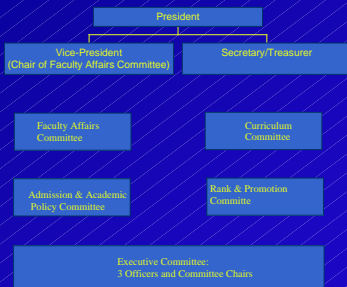 President
Vice-President
(Chair of Faculty Affairs Committee)
Secretary/Treasurer
Faculty Affairs
Committee
Curriculum
Committee
Admission & Academic
Policy Committee
Rank & Promotion
Committe
Executive Committee:
3 Officers and Committee Chairs